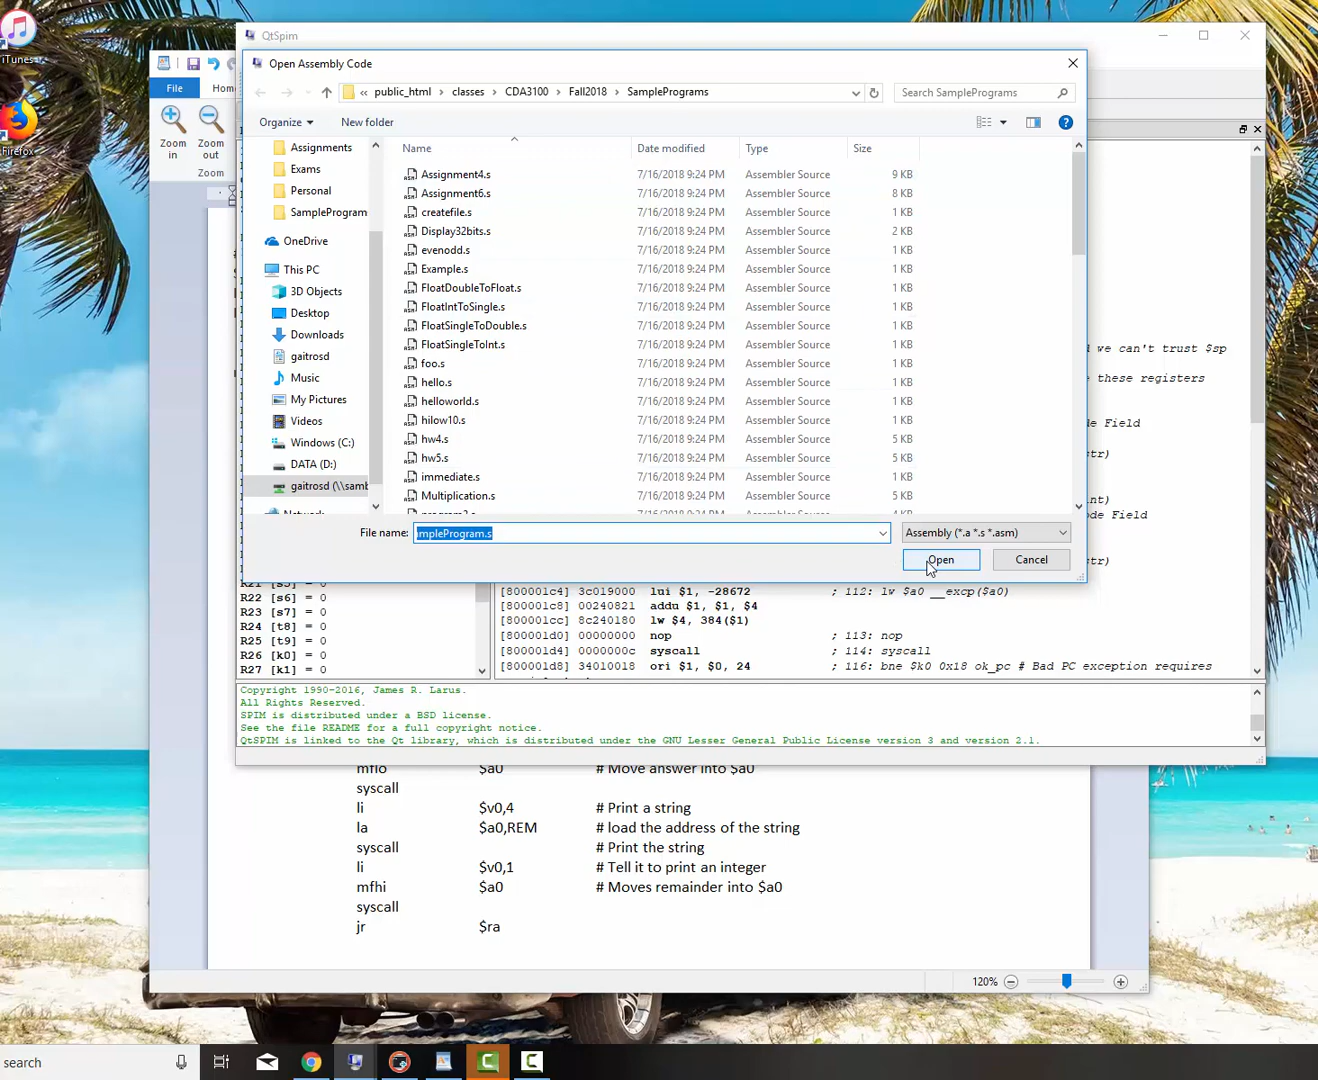 iTunes
Firefox
QtSpim
Open Assembly Code
« public_html > classes > CDA3100 > Fall2018 > SamplePrograms
Search SamplePrograms
Organize
New folder
File
Zoom in
Zoom out
Zoom
Assignments
Exams
Personal
SampleProgram
OneDrive
This PC
3D Objects
Desktop
Downloads
gaitrosd
Music
My Pictures
Videos
Windows (C:)
DATA (D:)
gaitrosd (\\samb
Name Date modified Type Size
Assignment4.s 7/16/2018 9:24 PM Assembler Source 9 KB
Assignment6.s 7/16/2018 9:24 PM Assembler Source 8 KB
createfile.s 7/16/2018 9:24 PM Assembler Source 1 KB
Display32bits.s 7/16/2018 9:24 PM Assembler Source 2 KB
evenodd.s 7/16/2018 9:24 PM Assembler Source 1 KB
Example.s 7/16/2018 9:24 PM Assembler Source 1 KB
FloatDoubleToFloat.s 7/16/2018 9:24 PM Assembler Source 1 KB
FloatIntToSingle.s 7/16/2018 9:24 PM Assembler Source 1 KB
FloatSingleToDouble.s 7/16/2018 9:24 PM Assembler Source 1 KB
FloatSingleToInt.s 7/16/2018 9:24 PM Assembler Source 1 KB
foo.s 7/16/2018 9:24 PM Assembler Source 1 KB
hello.s 7/16/2018 9:24 PM Assembler Source 1 KB
helloworld.s 7/16/2018 9:24 PM Assembler Source 1 KB
hilow10.s 7/16/2018 9:24 PM Assembler Source 1 KB
hw4.s 7/16/2018 9:24 PM Assembler Source 5 KB
hw5.s 7/16/2018 9:24 PM Assembler Source 5 KB
immediate.s 7/16/2018 9:24 PM Assembler Source 1 KB
Multiplication.s 7/16/2018 9:24 PM Assembler Source 5 KB
File name: mpleProgram.s
Assembly (*.a *.s *.asm)
Open
Cancel
we can't trust $sp
these registers
de Field
str)
nt)
de Field
str)
R22 [s6] = 0
R23 [s7] = 0
R24 [t8] = 0
R25 [t9] = 0
R26 [k0] = 0
R27 [k1] = 0
[800001c4] 3c019000 lui $1, -28672 ; 112: lw $a0 __excp($a0)
[800001c8] 00240821 addu $1, $1, $4
[800001cc] 8c240180 lw $4, 384($1)
[800001d0] 00000000 nop ; 113: nop
[800001d4] 0000000c syscall ; 114: syscall
[800001d8] 34010018 ori $1, $0, 24 ; 116: bne $k0 0x18 ok_pc # Bad PC exception requires
Copyright 1990-2016, James R. Larus.
All Rights Reserved.
SPIM is distributed under a BSD license.
See the file README for a full copyright notice.
QtSPIM is linked to the Qt library, which is distributed under the GNU Lesser General Public License version 3 and version 2.1.
mflo $a0 # Move answer into $a0
syscall
li $v0,4 # Print a string
la $a0,REM # load the address of the string
syscall # Print the string
li $v0,1 # Tell it to print an integer
mfhi $a0 # Moves remainder into $a0
syscall
jr $ra
120%
search